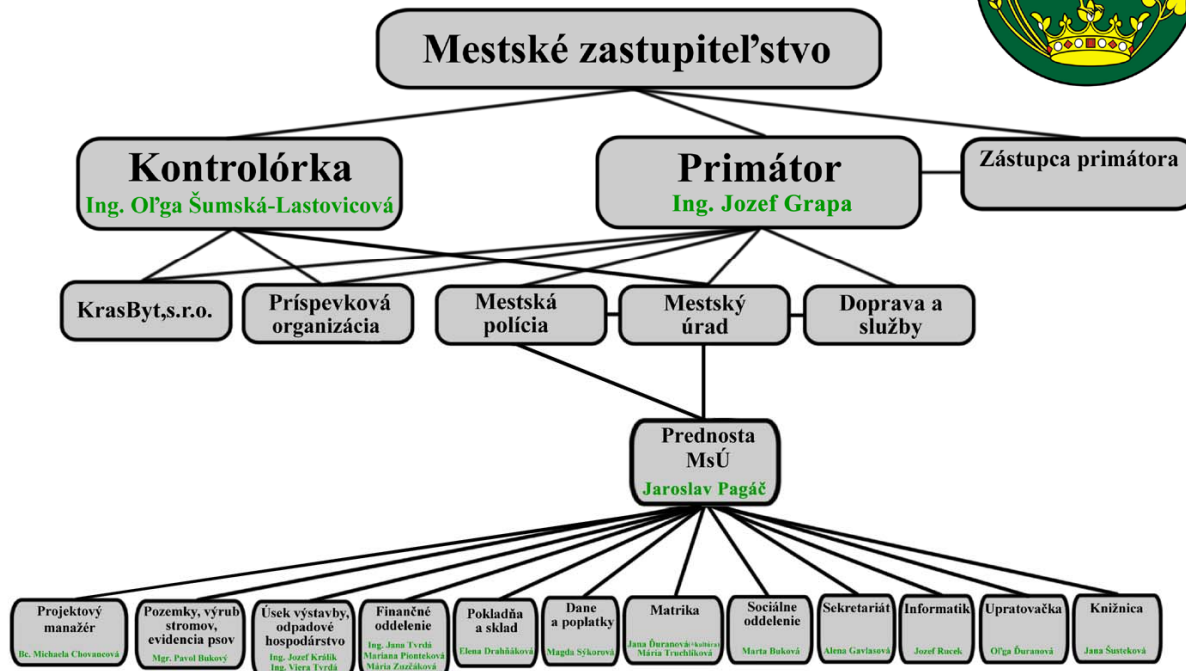 Mestské zastupiteľstvo
Kontrolórka
Ing. Oľga Šumská-Lastovicová
Primátor
Ing. Jozef Grapa
Zástupca primátora
KrasByt,s.r.o.
Príspevková
organizácia
Mestská
polícia
Mestský
úrad
Doprava a
služby
Prednosta
MsÚ
Jaroslav Pagáč
Projektový
manažér
Bc. Michaela Chovancová
Pozemky, výrub
stromov,
evidencia psov
Mgr. Pavol Bukový
Úsek výstavby,
odpadové
hospodárstvo
Ing. Jozef Králik
Ing. Viera Tvrdá
Finančné
oddelenie
Ing. Jana Tvrdá
Mariana Pionteková
Mária Zuzčáková
Pokladňa
a sklad
Elena Drahňáková
Dane
a poplatky
Magda Sýkorová
Matrika
Jana Ďuranová(+kultúra)
Mária Truchlíková
Sociálne
oddelenie
Marta Buková
Sekretariát
Alena Gavlasová
Informatik
Jozef Rucek
Upratovačka
Oľga Ďuranová
Knižnica
Jana Šusteková